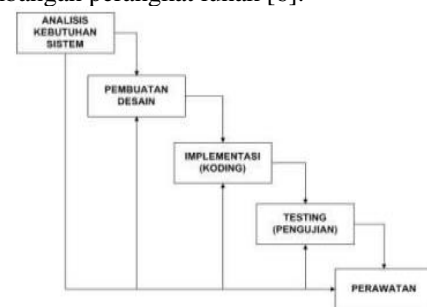 ANALISIS
KEBUTUHAN
SISTEM
PEMBUATAN
DESAIN
IMPLEMENTASI
(KODING)
TESTING
(PENGUJIAN)
PERAWATAN